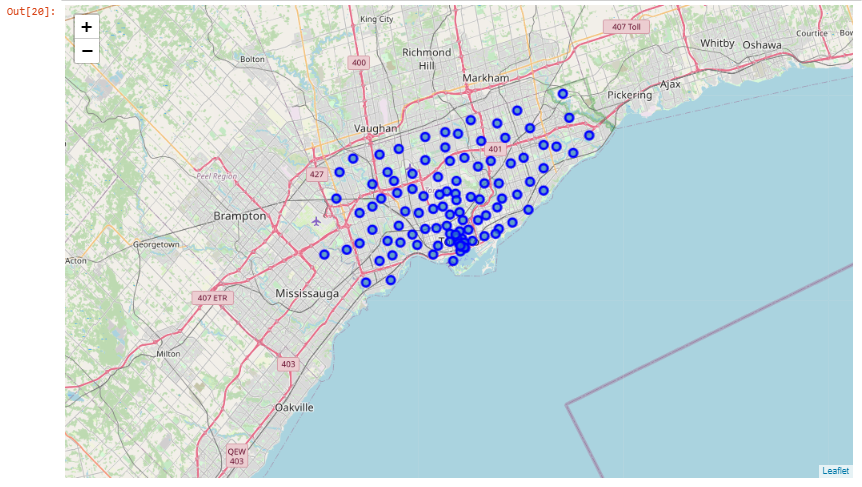 Out[20]:
+
−
King City
407 Toll
Courtice
Whitby
Oshawa
Richmond
Hill
Bolton
400
Markham
Ajax
Pickering
Vaughan
401
427
Peel Region
Brampton
Georgetown
Acton
Mississauga
407 ETR
Milton
403
Oakville
QEW
403
Leaflet